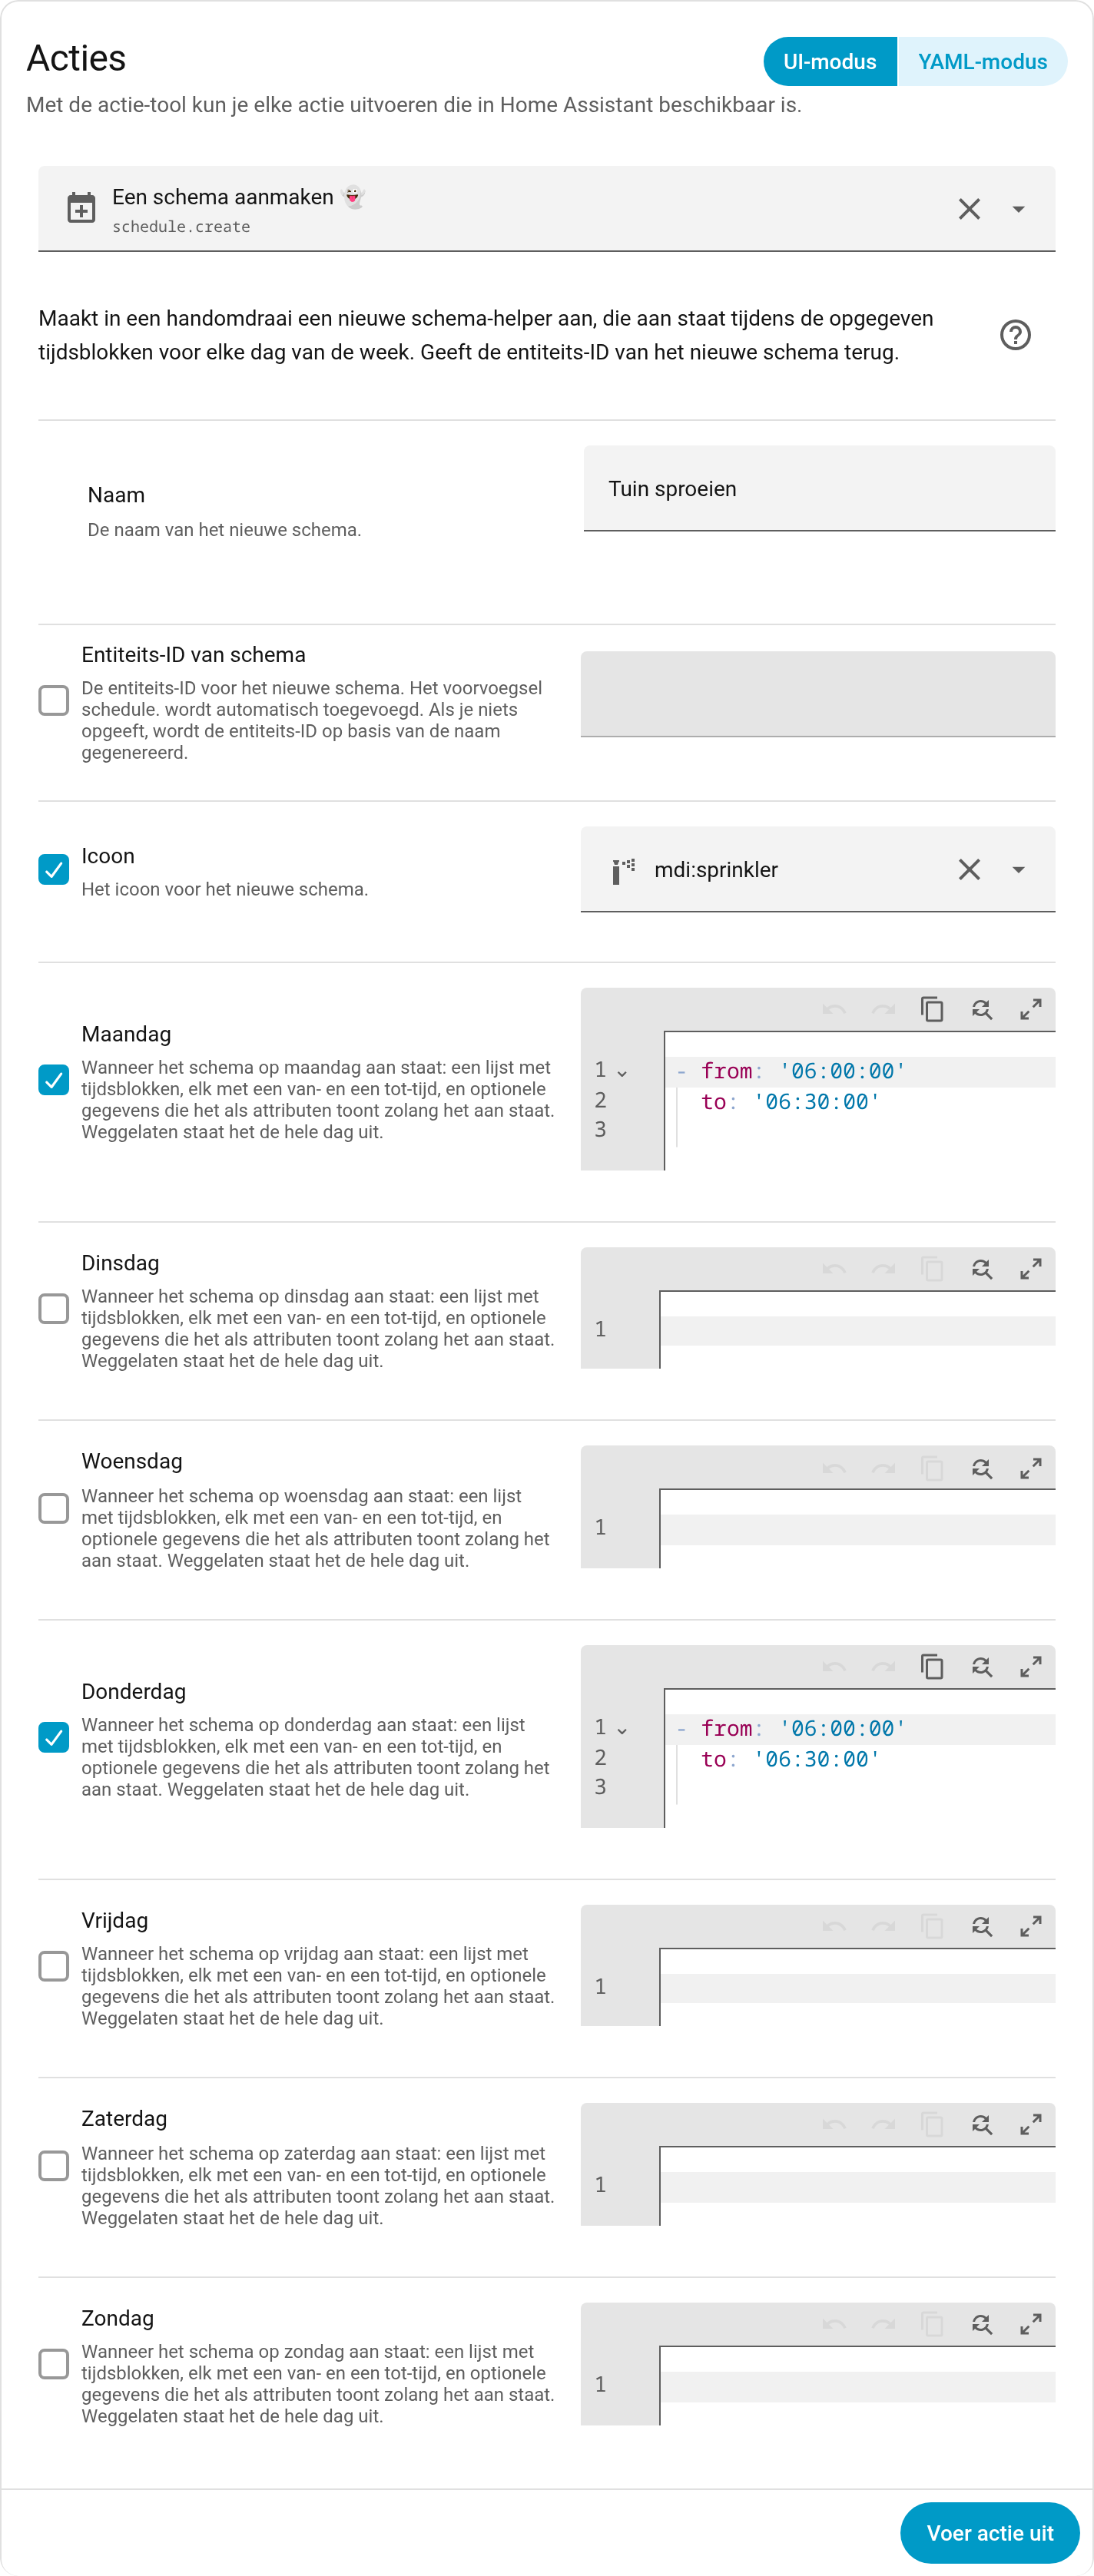 Acties
UI-modus
YAML-modus
Met de actie-tool kun je elke actie uitvoeren die in Home Assistant beschikbaar is.
Een schema aanmaken 👻
schedule.create
Maakt in een handomdraai een nieuwe schema-helper aan, die aan staat tijdens de opgegeven
tijdsblokken voor elke dag van de week. Geeft de entiteits-ID van het nieuwe schema terug.
Naam
De naam van het nieuwe schema.
Tuin sproeien
Entiteits-ID van schema
De entiteits-ID voor het nieuwe schema. Het voorvoegsel
schedule. wordt automatisch toegevoegd. Als je niets
opgeeft, wordt de entiteits-ID op basis van de naam
gegenereerd.
Icoon
Het icoon voor het nieuwe schema.
mdi:sprinkler
Maandag
Wanneer het schema op maandag aan staat: een lijst met
tijdsblokken, elk met een van- en een tot-tijd, en optionele
gegevens die het als attributen toont zolang het aan staat.
Weggelaten staat het de hele dag uit.
1 - from: '06:00:00'
2 to: '06:30:00'
3
Dinsdag
Wanneer het schema op dinsdag aan staat: een lijst met
tijdsblokken, elk met een van- en een tot-tijd, en optionele
gegevens die het als attributen toont zolang het aan staat.
Weggelaten staat het de hele dag uit.
1
Woensdag
Wanneer het schema op woensdag aan staat: een lijst
met tijdsblokken, elk met een van- en een tot-tijd, en
optionele gegevens die het als attributen toont zolang het
aan staat. Weggelaten staat het de hele dag uit.
1
Donderdag
Wanneer het schema op donderdag aan staat: een lijst
met tijdsblokken, elk met een van- en een tot-tijd, en
optionele gegevens die het als attributen toont zolang het
aan staat. Weggelaten staat het de hele dag uit.
1 - from: '06:00:00'
2 to: '06:30:00'
3
Vrijdag
Wanneer het schema op vrijdag aan staat: een lijst met
tijdsblokken, elk met een van- en een tot-tijd, en optionele
gegevens die het als attributen toont zolang het aan staat.
Weggelaten staat het de hele dag uit.
1
Zaterdag
Wanneer het schema op zaterdag aan staat: een lijst met
tijdsblokken, elk met een van- en een tot-tijd, en optionele
gegevens die het als attributen toont zolang het aan staat.
Weggelaten staat het de hele dag uit.
1
Zondag
Wanneer het schema op zondag aan staat: een lijst met
tijdsblokken, elk met een van- en een tot-tijd, en optionele
gegevens die het als attributen toont zolang het aan staat.
Weggelaten staat het de hele dag uit.
1
Voer actie uit